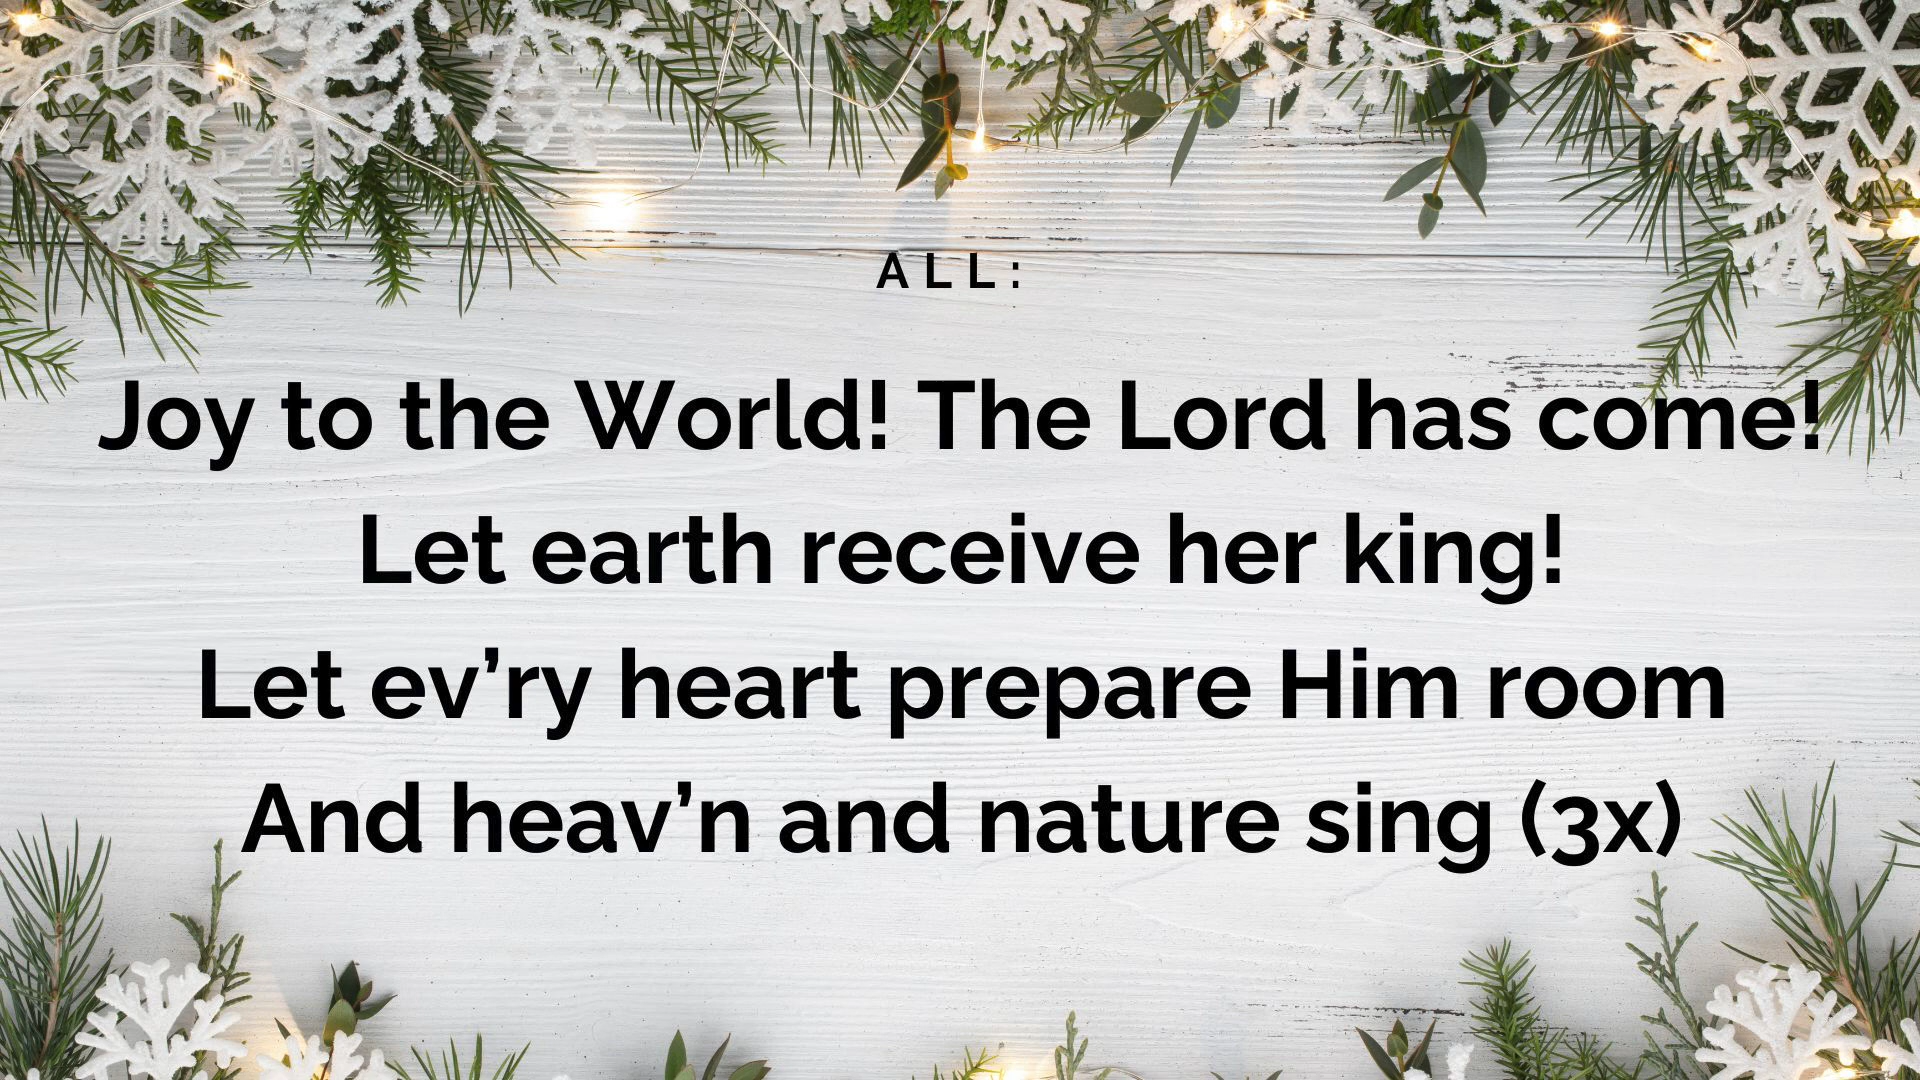 ALL:
Joy to the World! The Lord has come!
Let earth receive her king!
Let ev’ry heart prepare Him room
And heav’n and nature sing (3x)